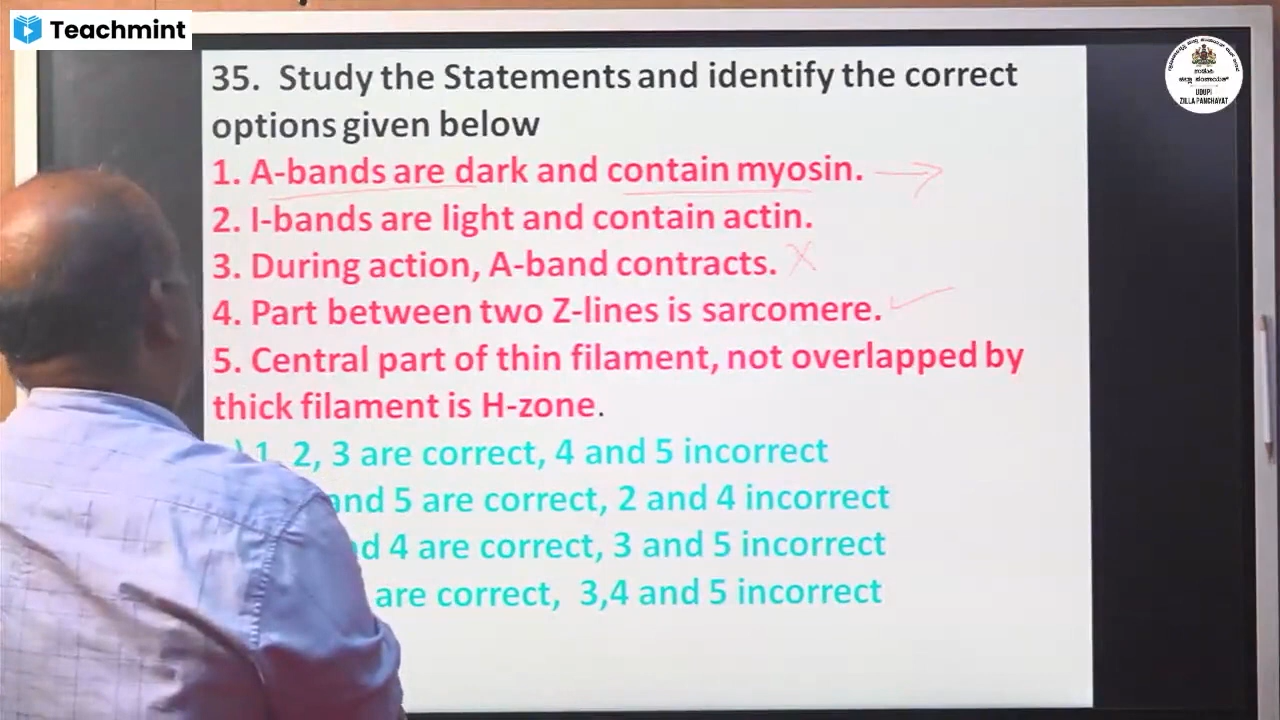 Teachmint
35. Study the Statements and identify the correct
options given below
1. A-bands are dark and contain myosin.
2. I-bands are light and contain actin.
3. During action, A-band contracts.
4. Part between two Z-lines is sarcomere.
5. Central part of thin filament, not overlapped by
thick filament is H-zone.
) 1, 2, 3 are correct, 4 and 5 incorrect
and 5 are correct, 2 and 4 incorrect
4 are correct, 3 and 5 incorrect
are correct, 3,4 and 5 incorrect
UDUPI
ZILLA PANCHAYAT